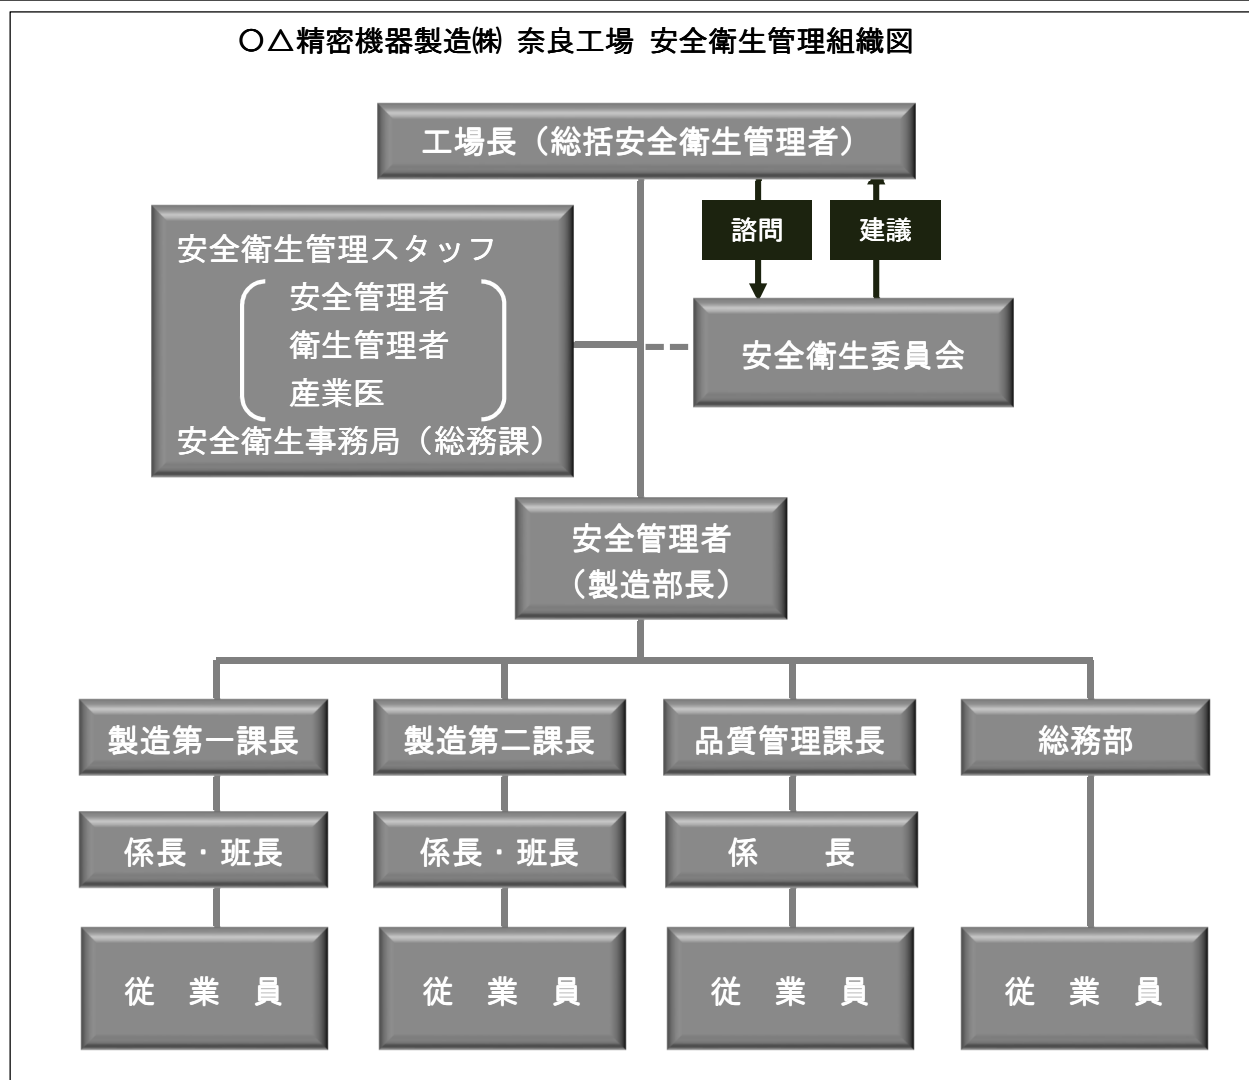 〇△精密機器製造㈱ 奈良工場 安全衛生管理組織図
工場長（総括安全衛生管理者）
諮問
建議
安全衛生管理スタッフ
安全管理者
衛生管理者
産業医
安全衛生事務局（総務課）
安全衛生委員会
安全管理者
（製造部長）
製造第一課長
製造第二課長
品質管理課長
総務部
係長・班長
係長・班長
係　　長
従　業　員
従　業　員
従　業　員
従　業　員